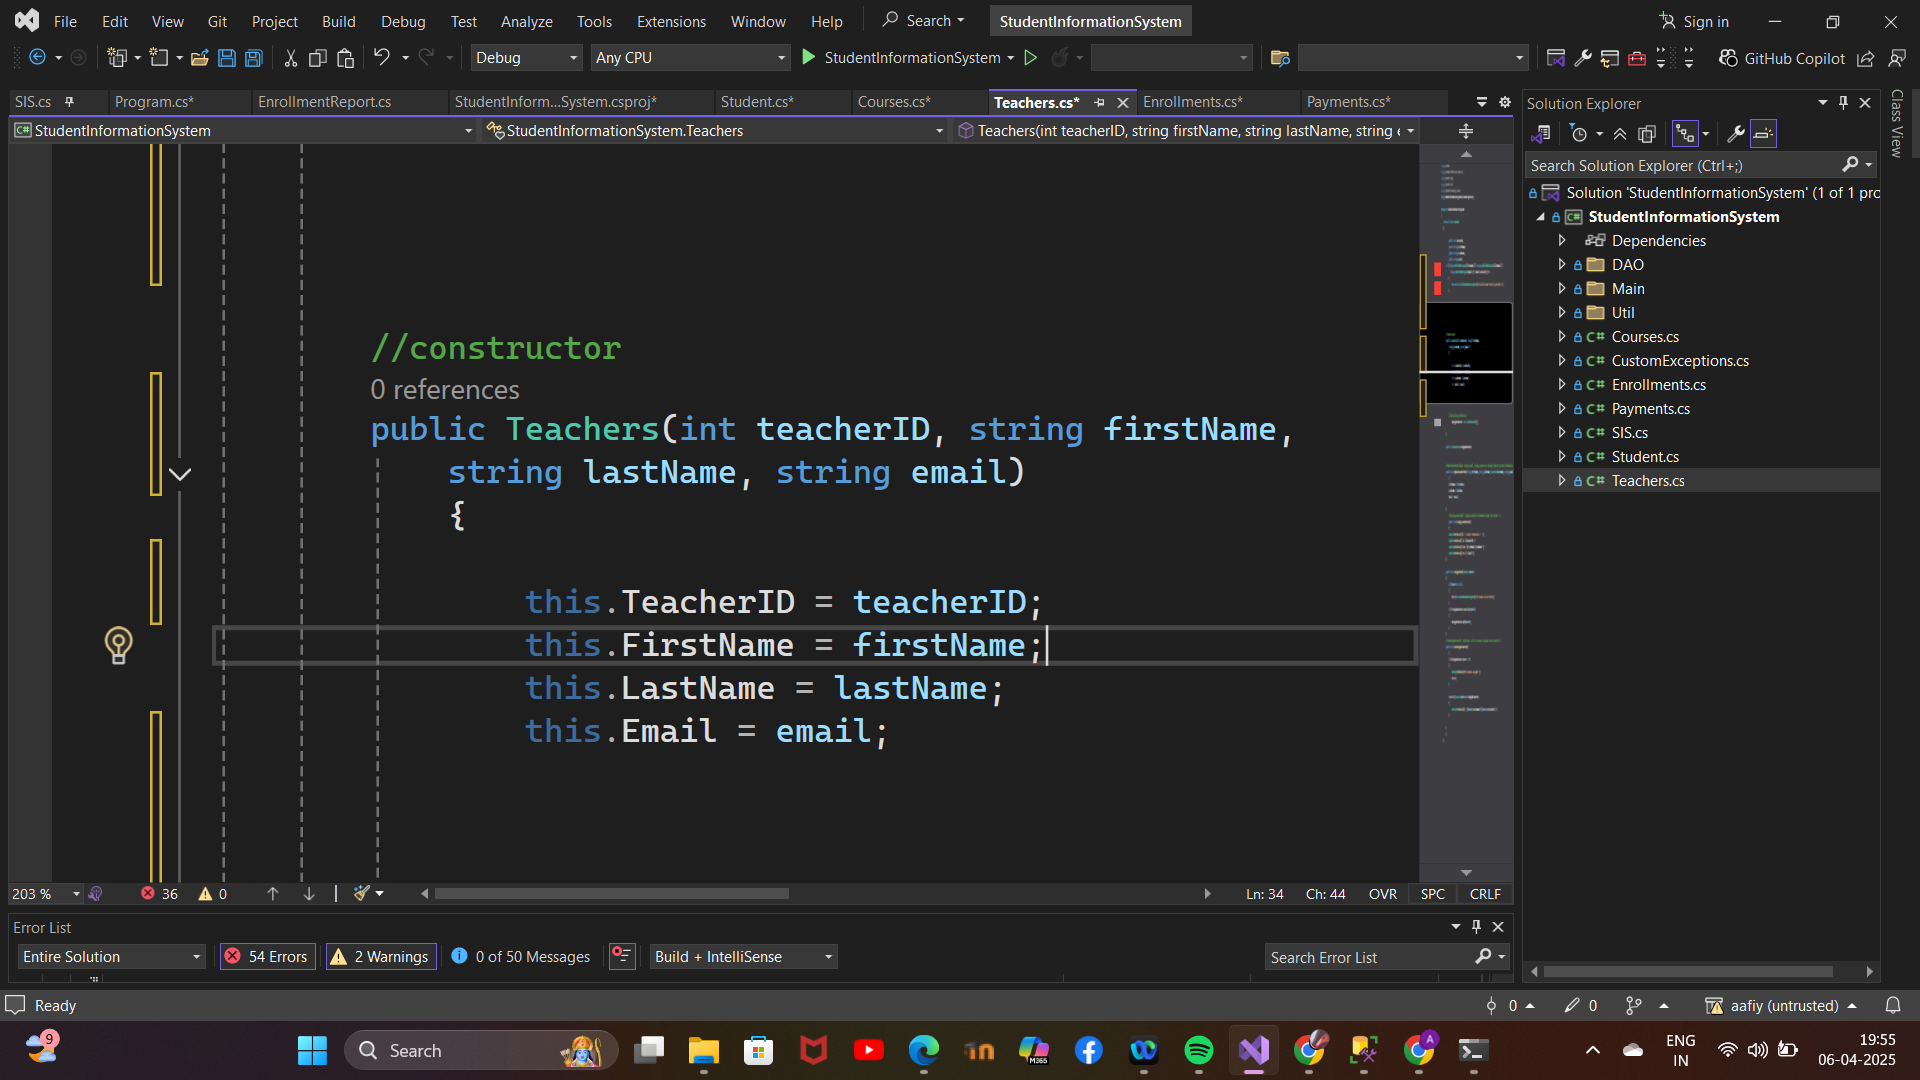 File Edit View Git Project Build Debug Test Analyze Tools Extensions Window Help Search StudentInformationSystem Sign in
Debug Any CPU StudentInformationSystem GitHub Copilot
SIS.cs Program.cs* EnrollmentReport.cs StudentInform...System.csproj* Student.cs* Courses.cs* Teachers.cs* Enrollments.cs* Payments.cs*
StudentInformationSystem StudentInformationSystem.Teachers Teachers(int teacherID, string firstName, string lastName, string e
//constructor
0 references
public Teachers(int teacherID, string firstName,
string lastName, string email)
{
this.TeacherID = teacherID;
this.FirstName = firstName;
this.LastName = lastName;
this.Email = email;
203 % 36 0 Ln: 34 Ch: 44 OVR SPC CRLF
Error List
Entire Solution 54 Errors 2 Warnings 0 of 50 Messages Build + IntelliSense Search Error List
Solution Explorer
Search Solution Explorer (Ctrl+;)
Solution 'StudentInformationSystem' (1 of 1 pro
C# StudentInformationSystem
Dependencies
DAO
Main
Util
C# Courses.cs
C# CustomExceptions.cs
C# Enrollments.cs
C# Payments.cs
C# SIS.cs
C# Student.cs
C# Teachers.cs
Class View
Ready 0 0 aafiy (untrusted)
9 Search M365 A ENG
IN
19:55
06-04-2025